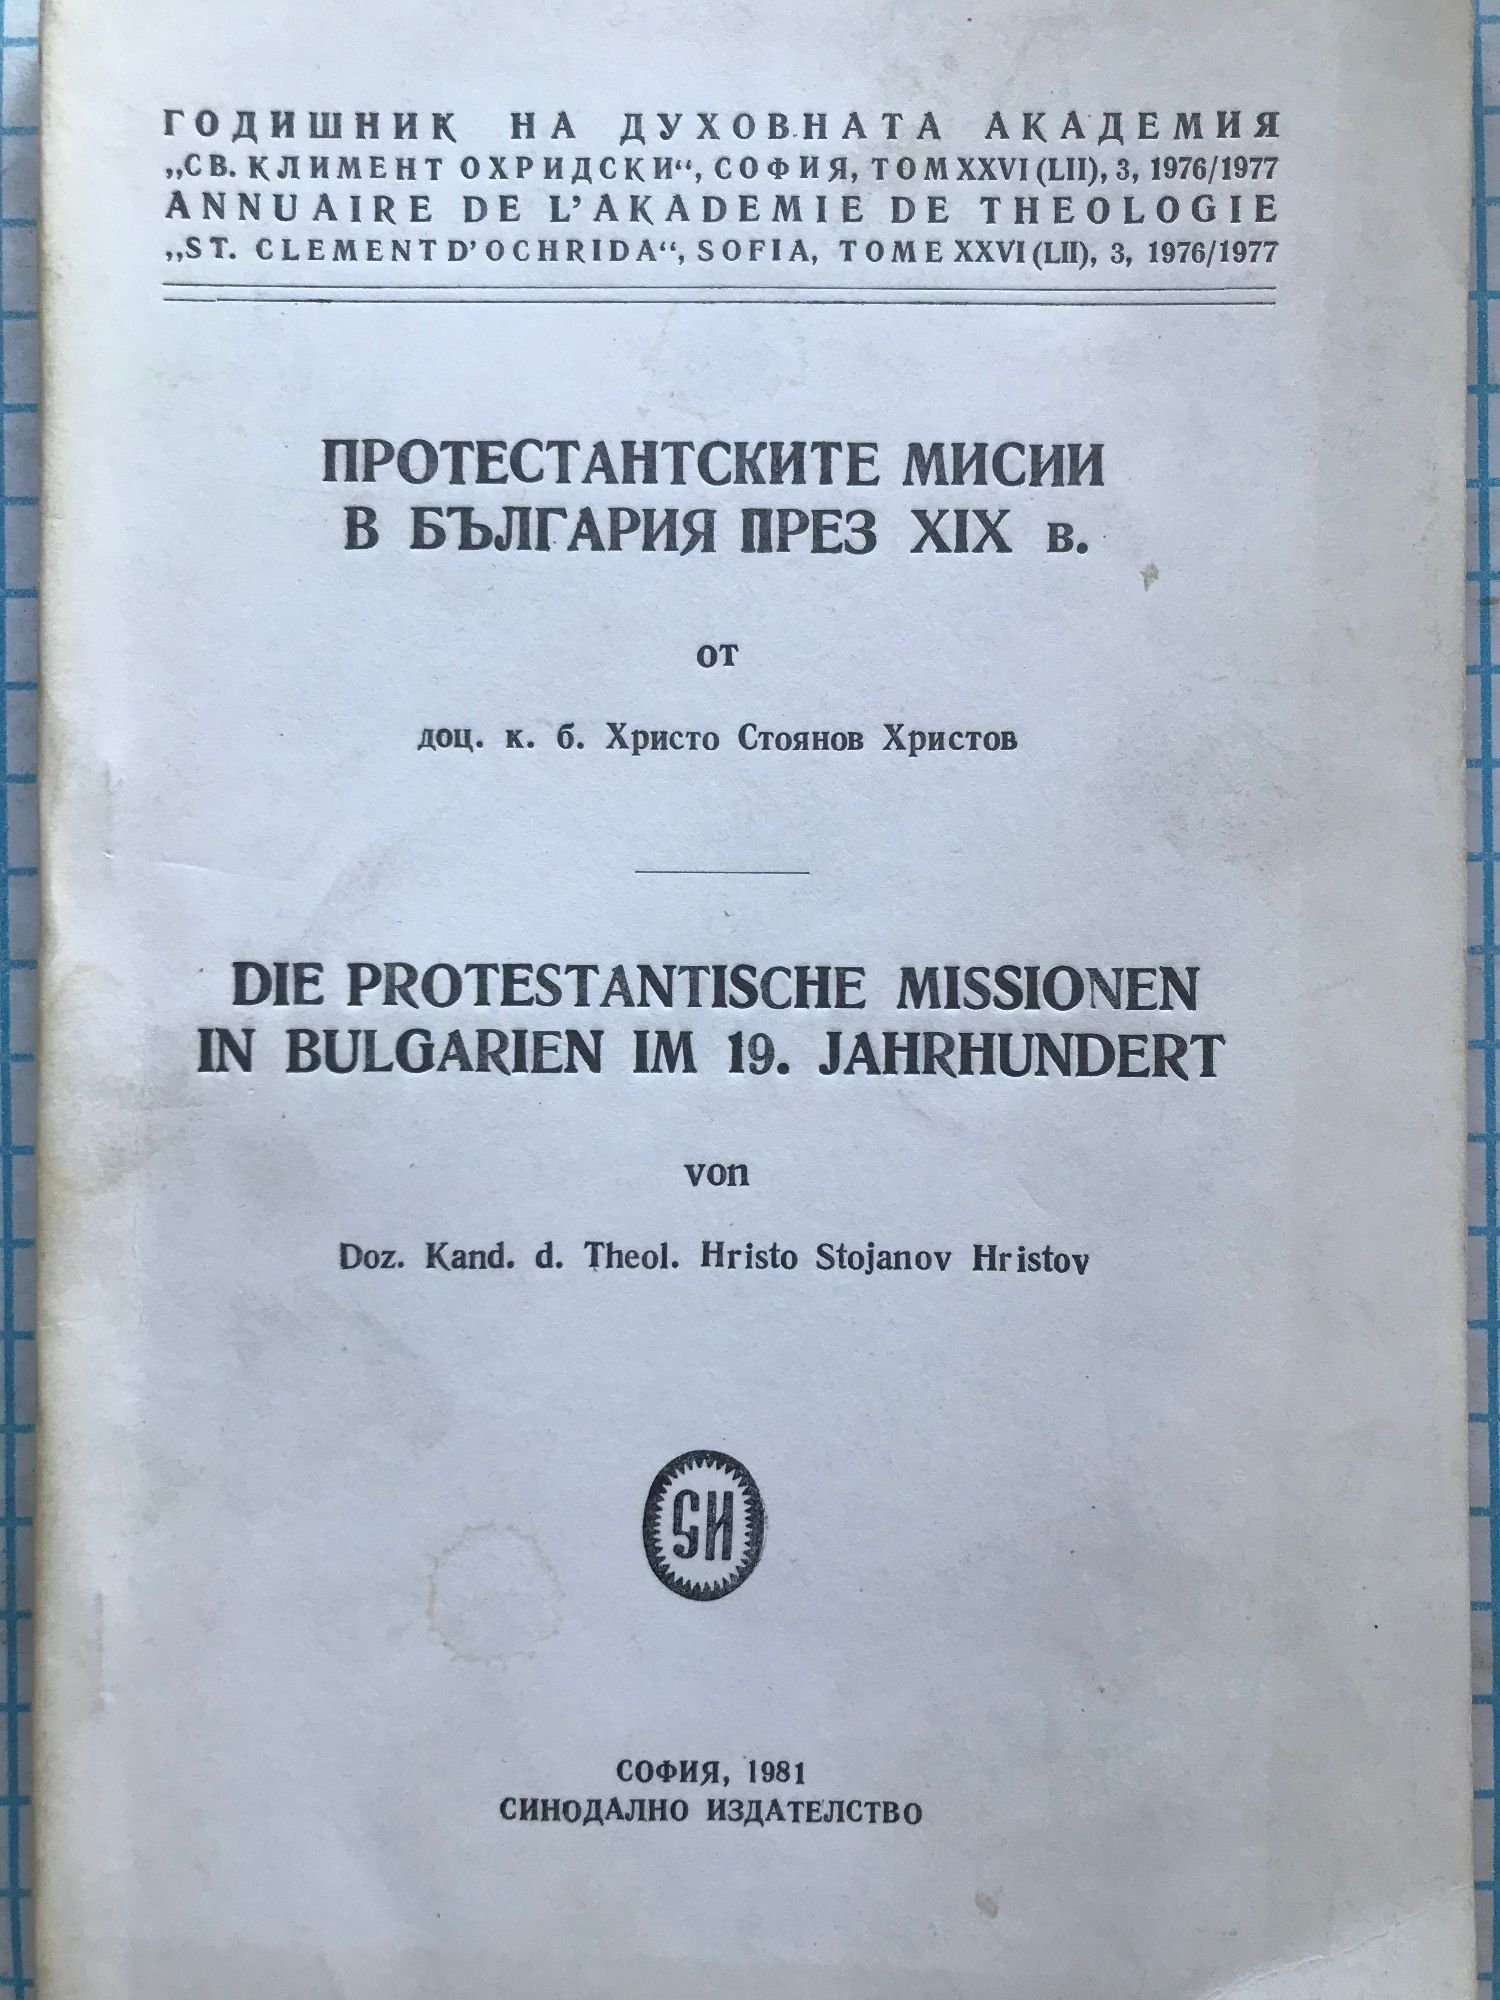 ГОДИШНИК НА ДУХОВНАТА АКАДЕМИЯ
„СВ. КЛИМЕНТ ОХРИДСКИ“, СОФИЯ, ТОМ XXVI (LII), 3, 1976/1977
ANNUAIRE DE L'AKADEMIE DE THEOLOGIE
„ST. CLEMENT D'OCHRIDA“, SOFIA, TOME XXVI (LII), 3, 1976/1977
ПРОТЕСТАНТСКИТЕ МИСИИ
В БЪЛГАРИЯ ПРЕЗ XIX в.
от
доц. к. б. Христо Стоянов Христов
DIE PROTESTANTISCHE MISSIONEN
IN BULGARIEN IM 19. JAHRHUNDERT
von
Doz. Kand. d. Theol. Hristo Stojanov Hristov
СИ
СОФИЯ, 1981
СИНОДАЛНО ИЗДАТЕЛСТВО